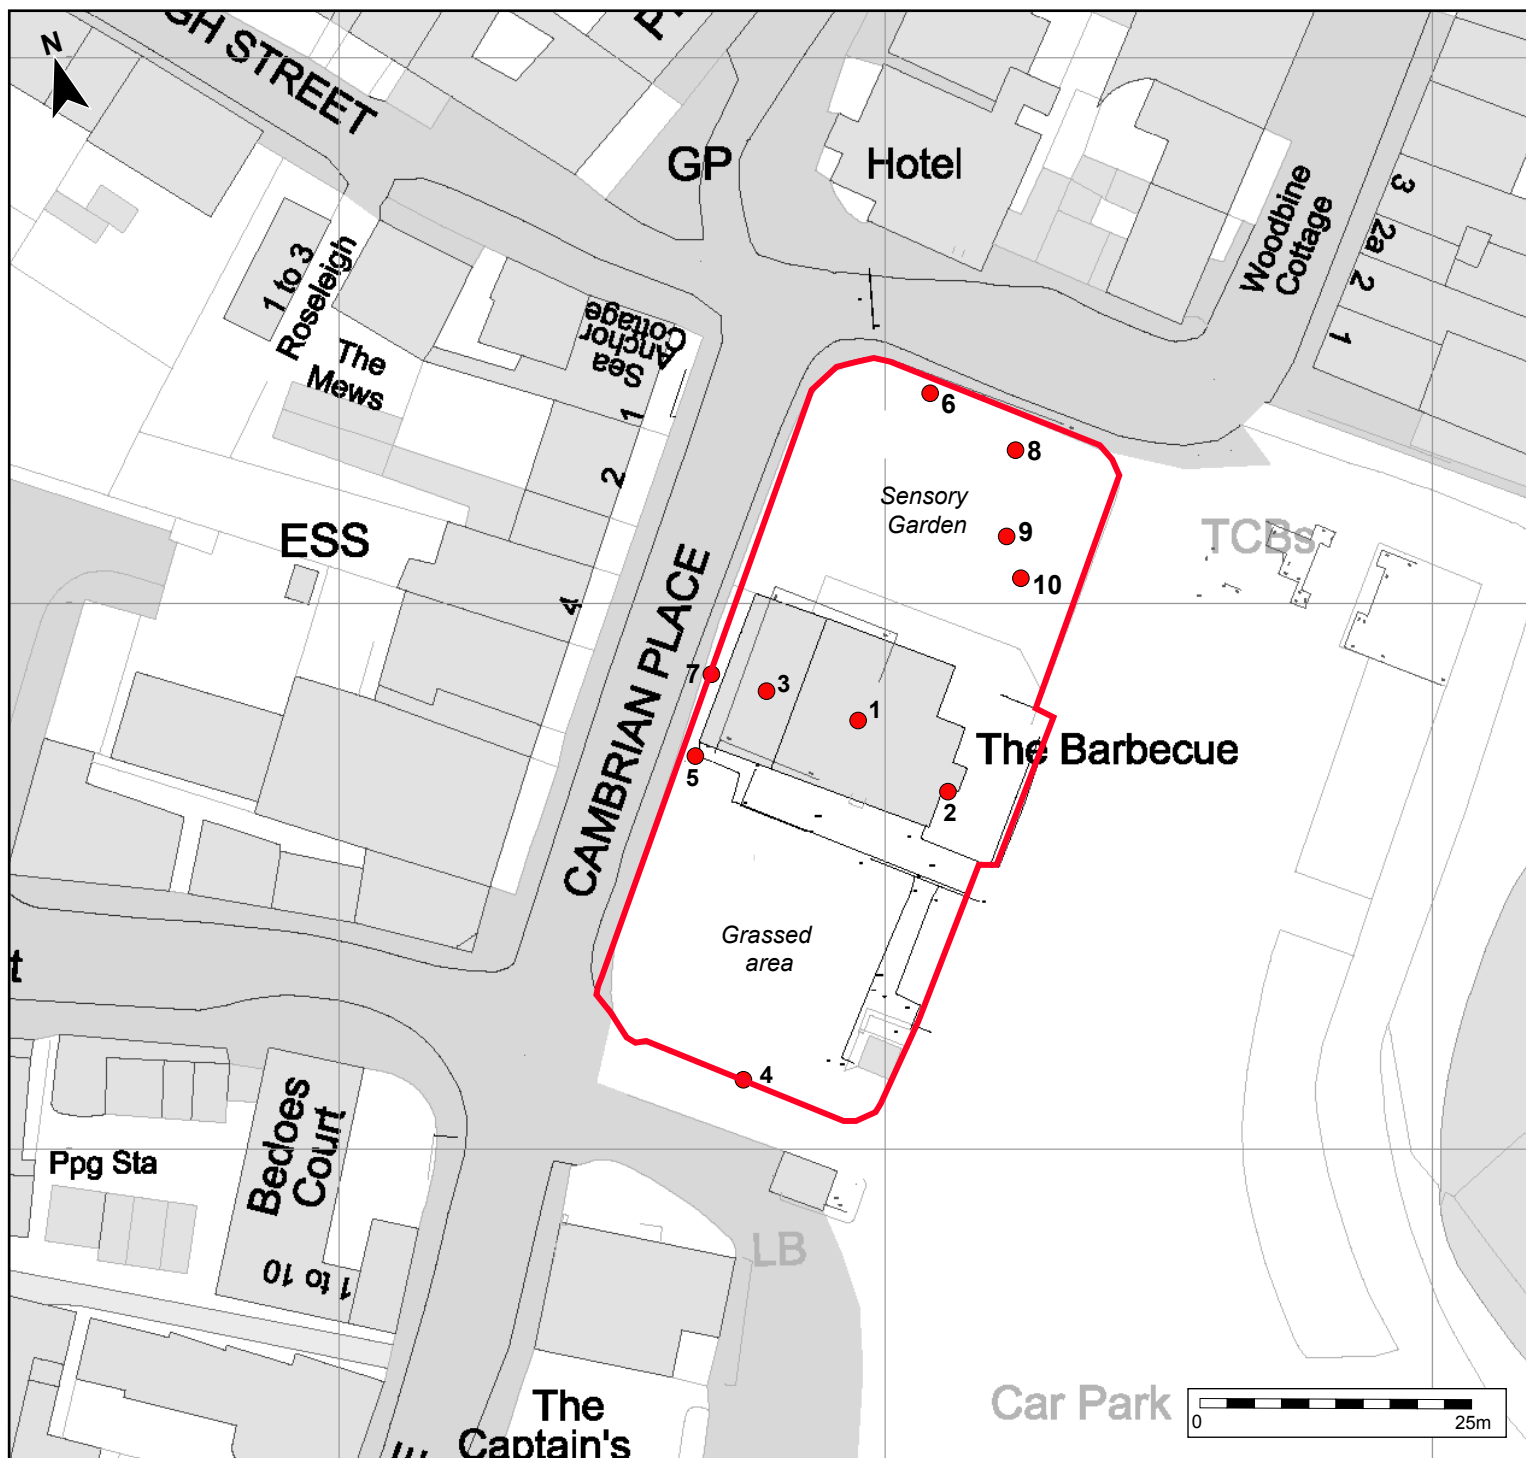 N
GH STREET
GP
Hotel
Woodbine
Cottage
3
2a
2
1
1 to 3
Roseleigh
The
Mews
Sea
Anchor
Cottage
1
2
4
ESS
CAMBRIAN PLACE
6
8
Sensory
Garden
9
10
TCBs
7
3
1
5
2
The Barbecue
Grassed
area
4
t
Bedoes
Court
1 to 10
Ppg Sta
LB
Car Park
The
Captain's
0
25m